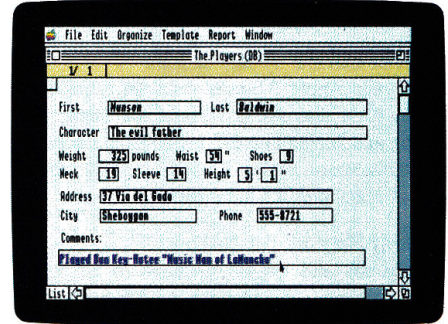 File Edit Organize Template Report Window
The Players (DB)
1/ 1
First Hansen Last Baldwin
Character The evil father
Weight 325 pounds Waist 54 " Shoes 9
Neck 19 Sleeve 14 Height 5 ' 1 "
Address 37 Via del Gado
City Sheboygan Phone 555-8721
Comments:
Played Don Key-Hotee "Music Man of LaMancha"
List